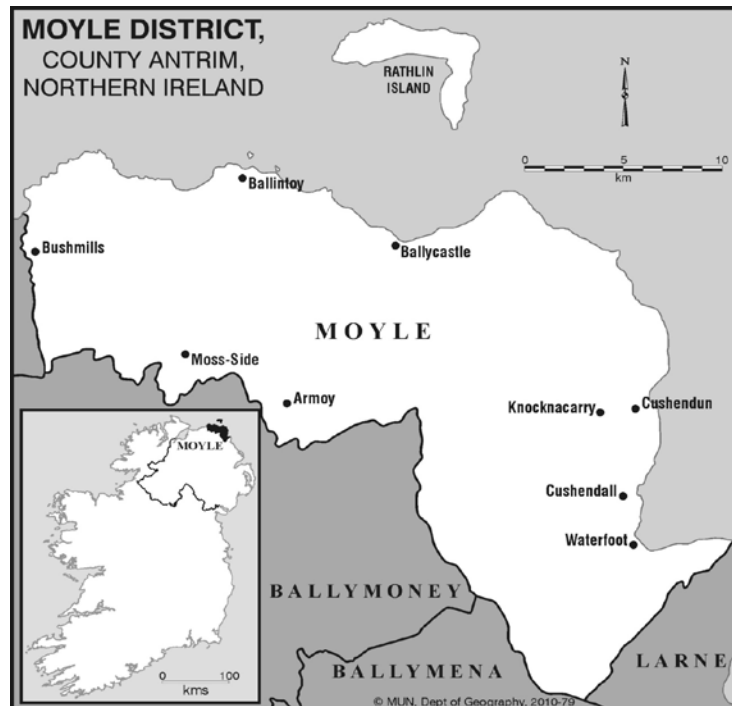 MOYLE DISTRICT,
COUNTY ANTRIM,
NORTHERN IRELAND
RATHLIN
ISLAND
N
S
0 5 10
km
Ballintoy
Bushmills
Ballycastle
MOYLE
Moss-Side
Armoy
Knocknacarry
Cushendun
MOYLE
Cushendall
Waterfoot
BALLYMONEY
BALLYMENA
LARNE
0 100
kms
© MUN, Dept of Geography, 2010-79